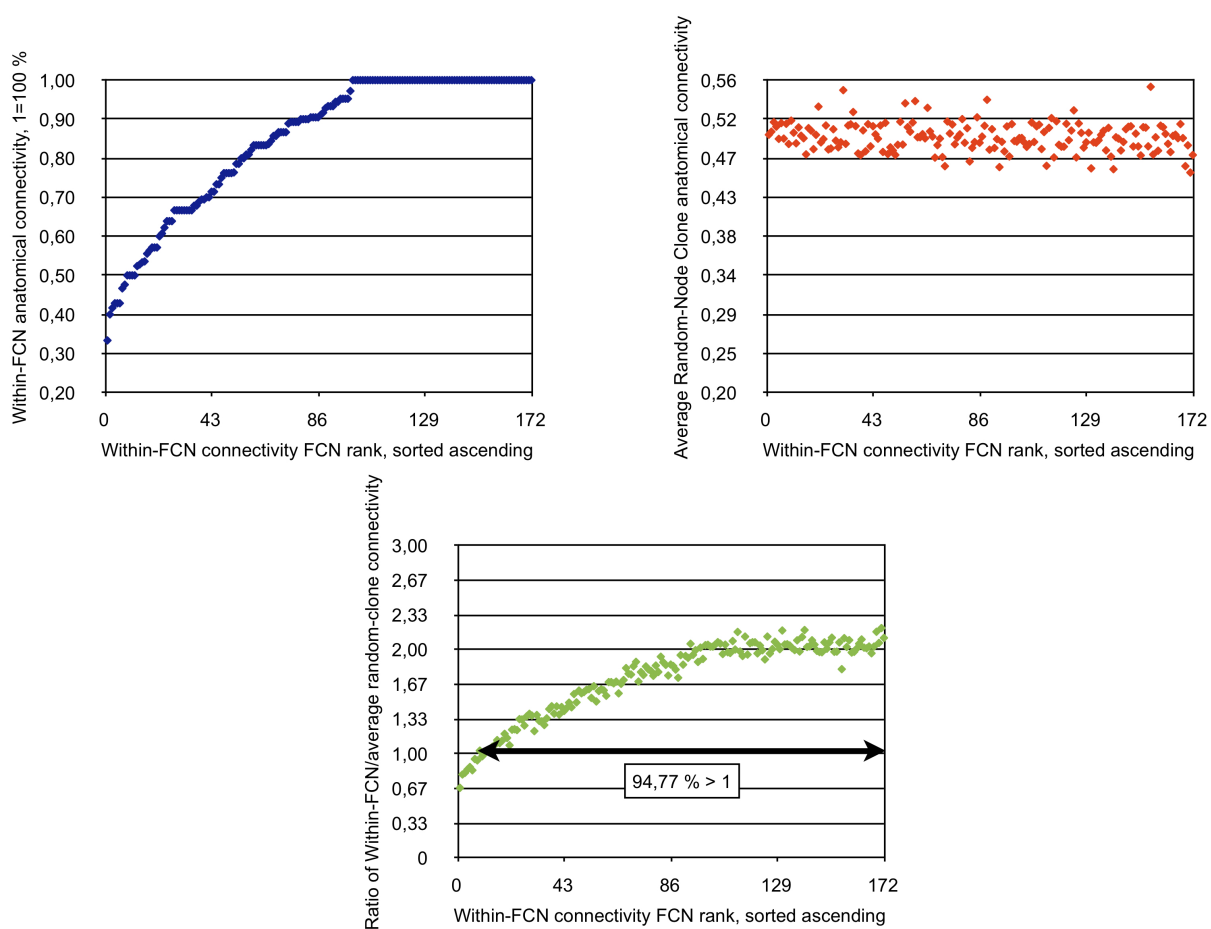 Within-FCN anatomical connectivity, 1=100 %
1,00
0,90
0,80
0,70
0,60
0,50
0,40
0,30
0,20
0 43 86 129 172
Within-FCN connectivity FCN rank, sorted ascending
Average Random-Node Clone anatomical connectivity
0,56
0,52
0,47
0,43
0,38
0,34
0,29
0,25
0,20
0 43 86 129 172
Within-FCN connectivity FCN rank, sorted ascending
Ratio of Within-FCN/average random-clone connectivity
3,00
2,67
2,33
2,00
1,67
1,33
1,00
0,67
0,33
0
94,77 % > 1
0 43 86 129 172
Within-FCN connectivity FCN rank, sorted ascending